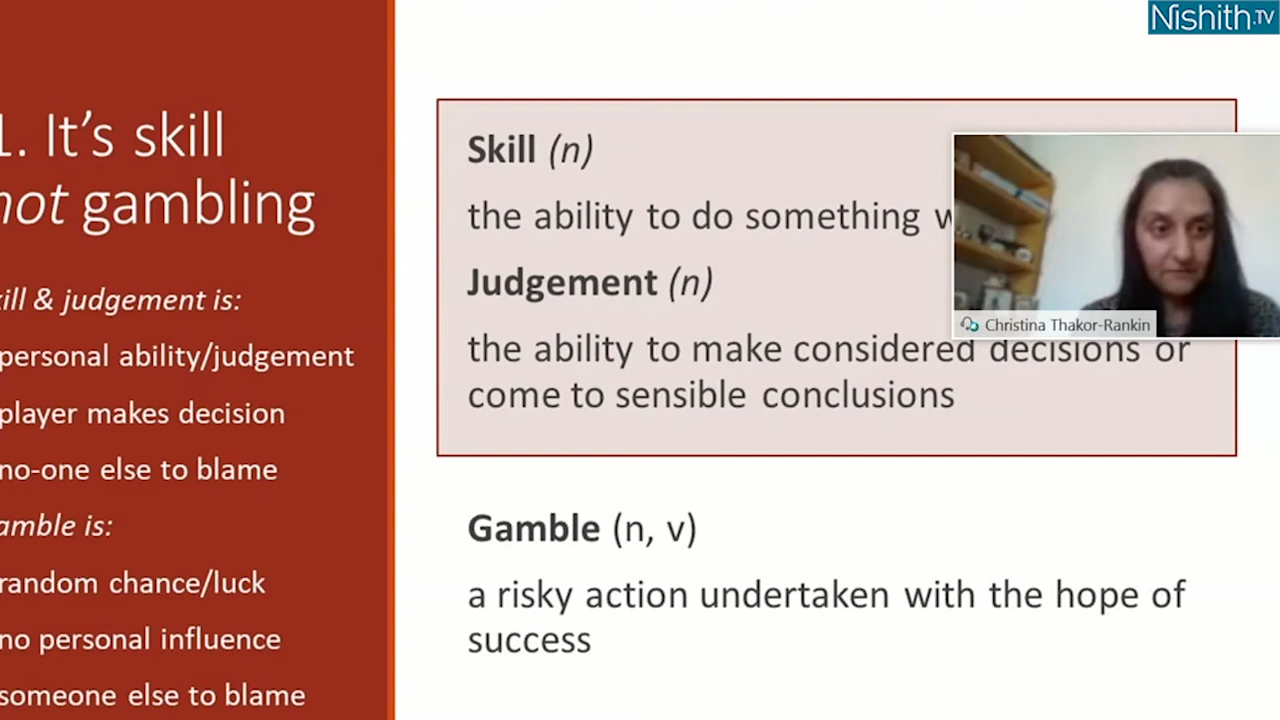 Nishith.TV
1. It's skill
not gambling
skill & judgement is:
personal ability/judgement
player makes decision
no-one else to blame
gamble is:
random chance/luck
no personal influence
someone else to blame
Skill (n)
the ability to do something
Judgement (n)
the ability to make considered decisions or
come to sensible conclusions
Gamble (n, v)
a risky action undertaken with the hope of
success
Christina Thakor-Rankin